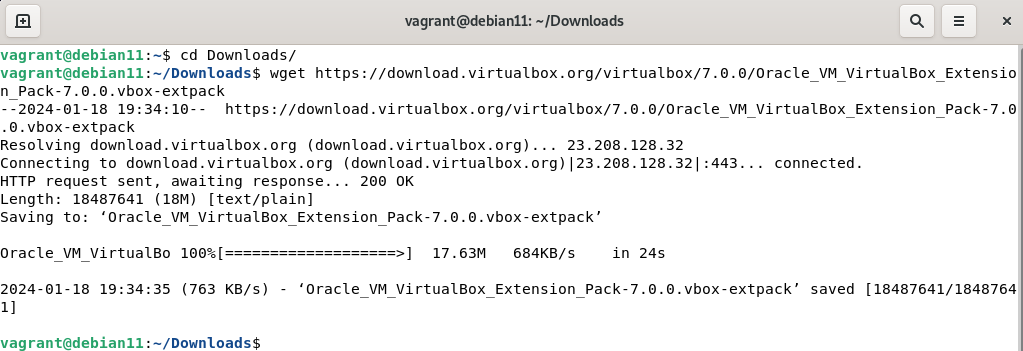 vagrant@debian11: ~/Downloads
vagrant@debian11:~$ cd Downloads/
vagrant@debian11:~/Downloads$ wget https://download.virtualbox.org/virtualbox/7.0.0/Oracle_VM_VirtualBox_Extensio
n_Pack-7.0.0.vbox-extpack
--2024-01-18 19:34:10--  https://download.virtualbox.org/virtualbox/7.0.0/Oracle_VM_VirtualBox_Extension_Pack-7.0
.0.vbox-extpack
Resolving download.virtualbox.org (download.virtualbox.org)... 23.208.128.32
Connecting to download.virtualbox.org (download.virtualbox.org)|23.208.128.32|:443... connected.
HTTP request sent, awaiting response... 200 OK
Length: 18487641 (18M) [text/plain]
Saving to: ‘Oracle_VM_VirtualBox_Extension_Pack-7.0.0.vbox-extpack’
Oracle_VM_VirtualBo 100%[===================>]  17.63M   684KB/s    in 24s
2024-01-18 19:34:35 (763 KB/s) - ‘Oracle_VM_VirtualBox_Extension_Pack-7.0.0.vbox-extpack’ saved [18487641/1848764
1]
vagrant@debian11:~/Downloads$